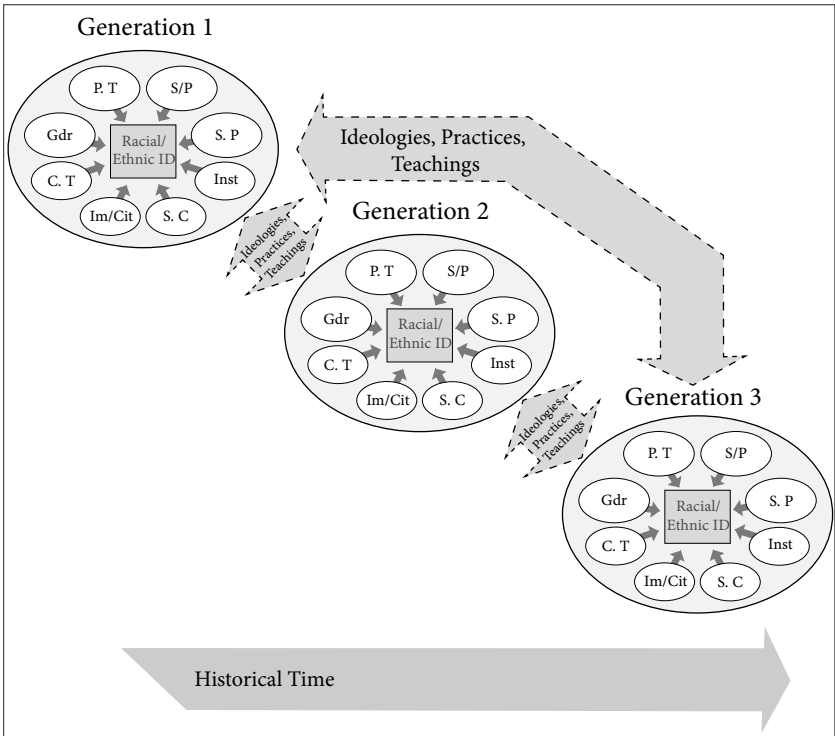 Generation 1
P. T
S/P
Gdr
Racial/
Ethnic ID
S. P
C. T
Inst
Im/Cit
S. C
Ideologies, Practices,
Teachings
Ideologies,
Practices,
Teachings
Generation 2
P. T
S/P
Gdr
Racial/
Ethnic ID
S. P
C. T
Inst
Im/Cit
S. C
Ideologies,
Practices,
Teachings
Generation 3
P. T
S/P
Gdr
Racial/
Ethnic ID
S. P
C. T
Inst
Im/Cit
S. C
Historical Time